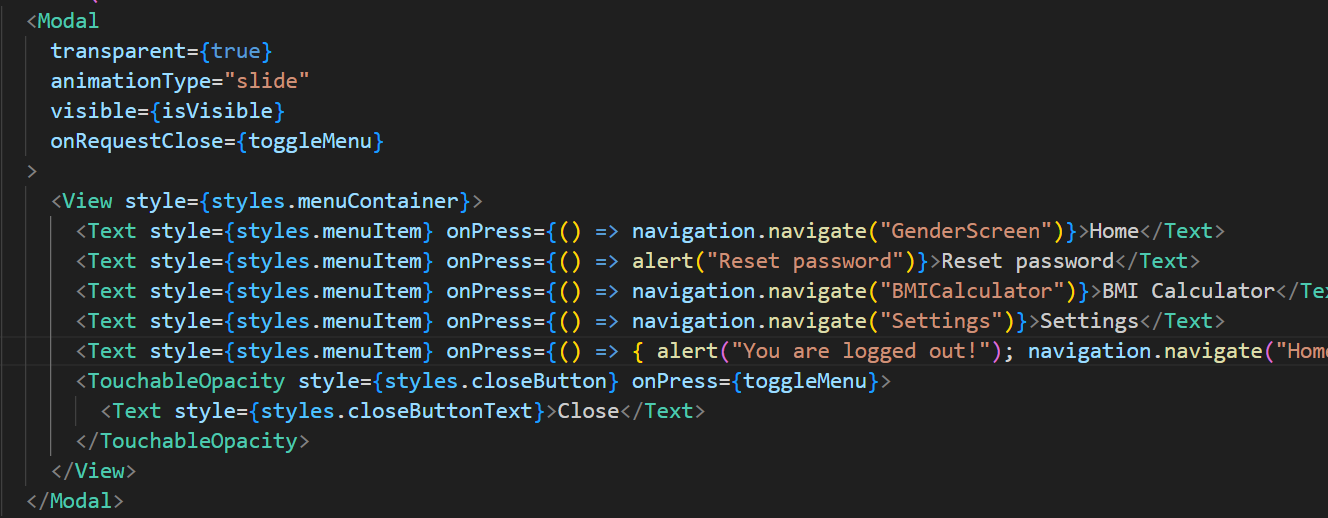 <Modal
transparent={true}
animationType="slide"
visible={isVisible}
onRequestClose={toggleMenu}
>
<View style={styles.menuContainer}>
<Text style={styles.menuItem} onPress={() => navigation.navigate("GenderScreen")}>Home</Text>
<Text style={styles.menuItem} onPress={() => alert("Reset password")}>Reset password</Text>
<Text style={styles.menuItem} onPress={() => navigation.navigate("BMICalculator")}>BMI Calculator</Te
<Text style={styles.menuItem} onPress={() => navigation.navigate("Settings")}>Settings</Text>
<Text style={styles.menuItem} onPress={() => { alert("You are logged out!"); navigation.navigate("Home
<TouchableOpacity style={styles.closeButton} onPress={toggleMenu}>
<Text style={styles.closeButtonText}>Close</Text>
</TouchableOpacity>
</View>
</Modal>